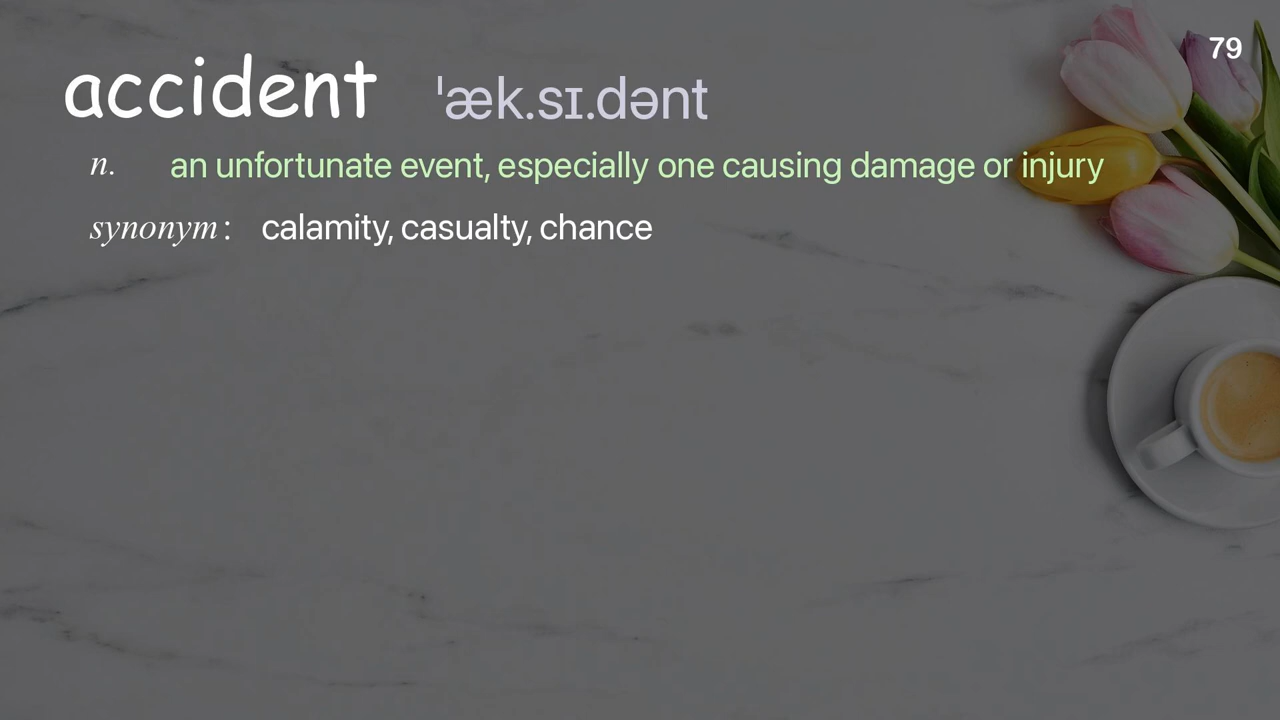 79
accident ˈæk.sɪ.dənt
n. an unfortunate event, especially one causing damage or injury
synonym : calamity, casualty, chance